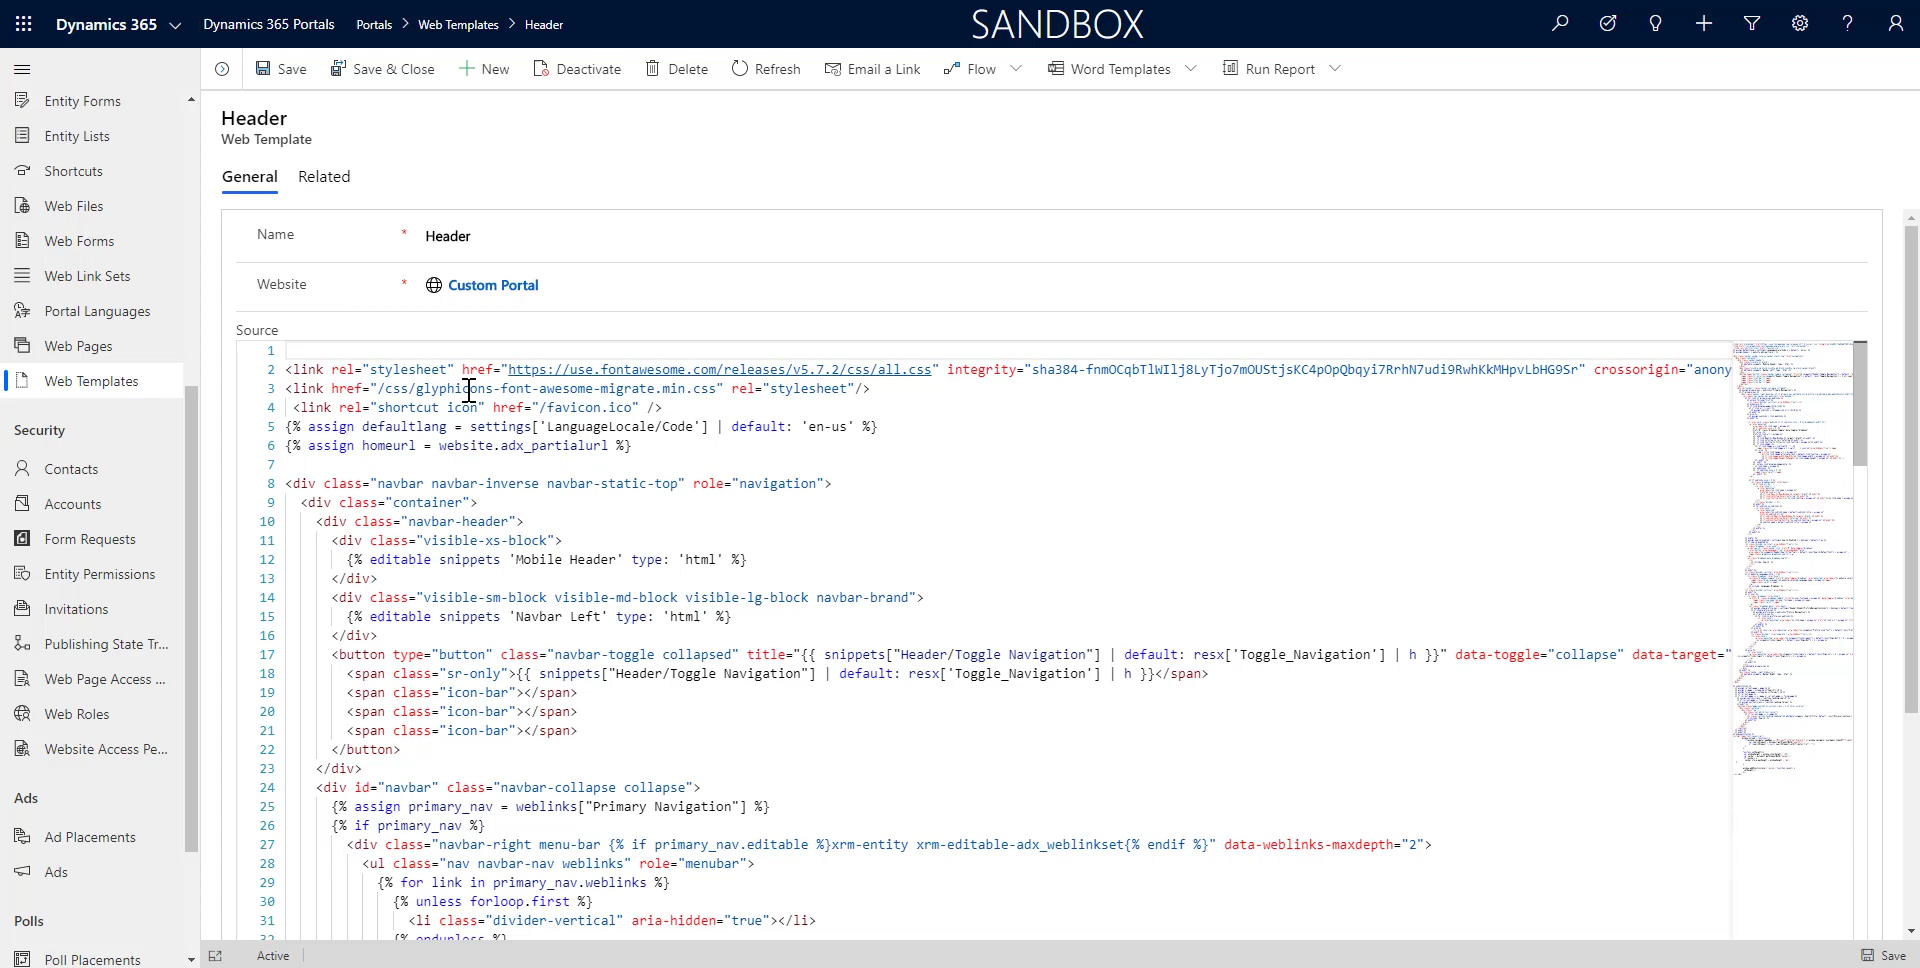 Dynamics 365
Dynamics 365 Portals
Portals > Web Templates > Header
SANDBOX
Save
Save & Close
New
Deactivate
Delete
Refresh
Email a Link
Flow
Word Templates
Run Report
Entity Forms
Entity Lists
Shortcuts
Web Files
Web Forms
Web Link Sets
Portal Languages
Web Pages
Web Templates
Security
Contacts
Accounts
Form Requests
Entity Permissions
Invitations
Publishing State Tr...
Web Page Access ...
Web Roles
Website Access Pe...
Ads
Ad Placements
Ads
Polls
Poll Placements
Header
Web Template
General
Related
Name * Header
Website * Custom Portal
Source
1
2 <link rel="stylesheet" href="https://use.fontawesome.com/releases/v5.7.2/css/all.css" integrity="sha384-fnmOCqbTlWIlj8LyTjo7mOUStjsKC4pOpQbqyi7RrhN7udi9RwhKkMHpvLbHG9Sr" crossorigin="anony
3 <link href="/css/glyphicons-font-awesome-migrate.min.css" rel="stylesheet"/>
4 <link rel="shortcut icon" href="/favicon.ico" />
5 {% assign defaultlang = settings['LanguageLocale/Code'] | default: 'en-us' %}
6 {% assign homeurl = website.adx_partialurl %}
7
8 <div class="navbar navbar-inverse navbar-static-top" role="navigation">
9 <div class="container">
10 <div class="navbar-header">
11 <div class="visible-xs-block">
12 {% editable snippets 'Mobile Header' type: 'html' %}
13 </div>
14 <div class="visible-sm-block visible-md-block visible-lg-block navbar-brand">
15 {% editable snippets 'Navbar Left' type: 'html' %}
16 </div>
17 <button type="button" class="navbar-toggle collapsed" title="{{ snippets["Header/Toggle Navigation"] | default: resx['Toggle_Navigation'] | h }}" data-toggle="collapse" data-target="
18 <span class="sr-only">{{ snippets["Header/Toggle Navigation"] | default: resx['Toggle_Navigation'] | h }}</span>
19 <span class="icon-bar"></span>
20 <span class="icon-bar"></span>
21 <span class="icon-bar"></span>
22 </button>
23 </div>
24 <div id="navbar" class="navbar-collapse collapse">
25 {% assign primary_nav = weblinks["Primary Navigation"] %}
26 {% if primary_nav %}
27 <div class="navbar-right menu-bar {% if primary_nav.editable %}xrm-entity xrm-editable-adx_weblinkset{% endif %}" data-weblinks-maxdepth="2">
28 <ul class="nav navbar-nav weblinks" role="menubar">
29 {% for link in primary_nav.weblinks %}
30 {% unless forloop.first %}
31 <li class="divider-vertical" aria-hidden="true"></li>
32 {% endunless %}
Active
Save